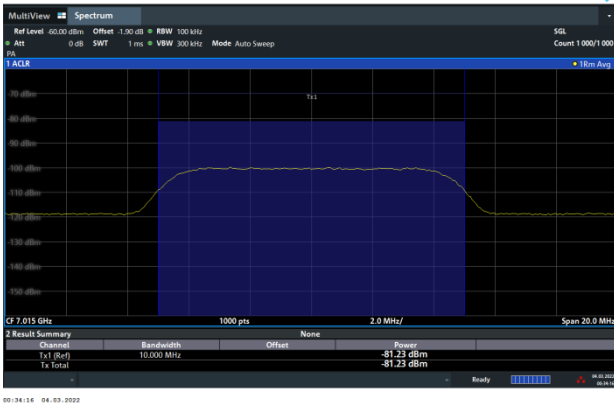 MultiView Spectrum
Ref Level -60.00 dBm Offset -1.90 dB RBW 100 kHz SGL
Att 0 dB SWT 1 ms VBW 300 kHz Mode Auto Sweep Count 1000/1000
PA
1 ACLR 1Rm Avg
-70 dBm
Tx1
-80 dBm
-90 dBm
-100 dBm
-110 dBm
-120 dBm
-130 dBm
-140 dBm
-150 dBm
CF 7.015 GHz 1000 pts 2.0 MHz/ Span 20.0 MHz
2 Result Summary None
Channel Bandwidth Offset Power
Tx1 (Ref) 10.000 MHz -81.23 dBm
Tx Total -81.23 dBm
Ready 04.03.2022
00:34:16
00:34:16 04.03.2022